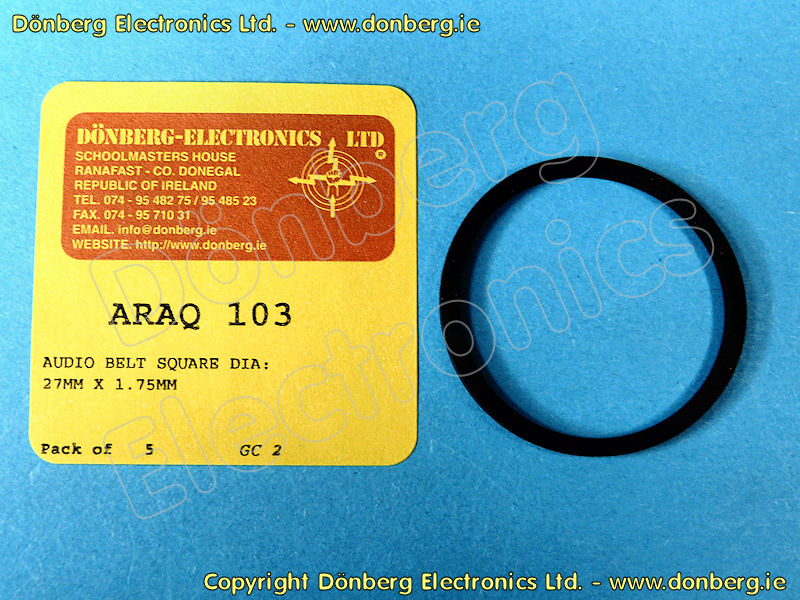 Dönberg Electronics Ltd. - www.donberg.ie
DÖNBERG-ELECTRONICS LTD
®
SCHOOLMASTERS HOUSE
RANAFAST - CO. DONEGAL
REPUBLIC OF IRELAND
TEL. 074 - 95 482 75 / 95 485 23
FAX. 074 - 95 710 31
EMAIL. info@donberg.ie
WEBSITE. http://www.donberg.ie
ARAQ 103
AUDIO BELT SQUARE DIA:
27MM X 1.75MM
Pack of 5 GC 2
Dönberg
Electronics
Copyright Dönberg Electronics Ltd. - www.donberg.ie